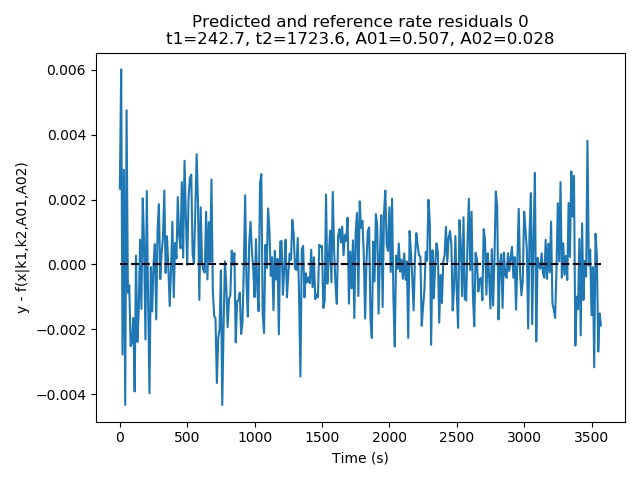 Predicted and reference rate residuals 0
t1=242.7, t2=1723.6, A01=0.507, A02=0.028
y - f(x|k1,k2,A01,A02)
0.006
0.004
0.002
0.000
−0.002
−0.004
0 500 1000 1500 2000 2500 3000 3500
Time (s)